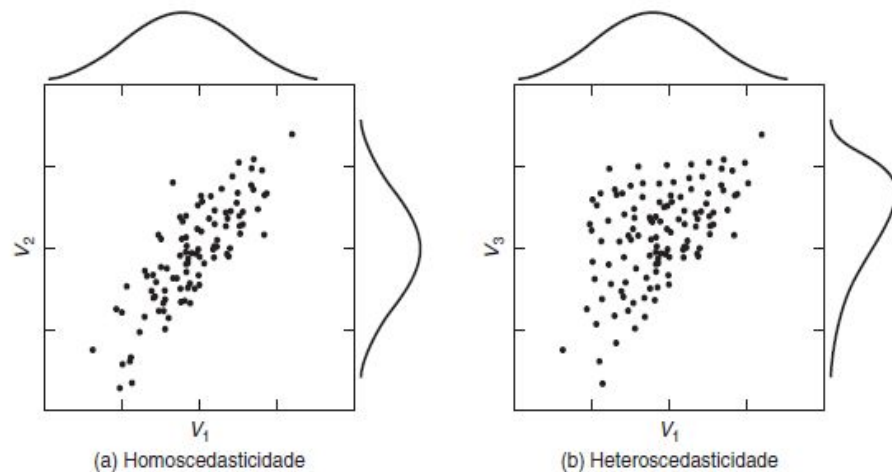 V2
V1
(a) Homoscedasticidade
V3
V1
(b) Heteroscedasticidade